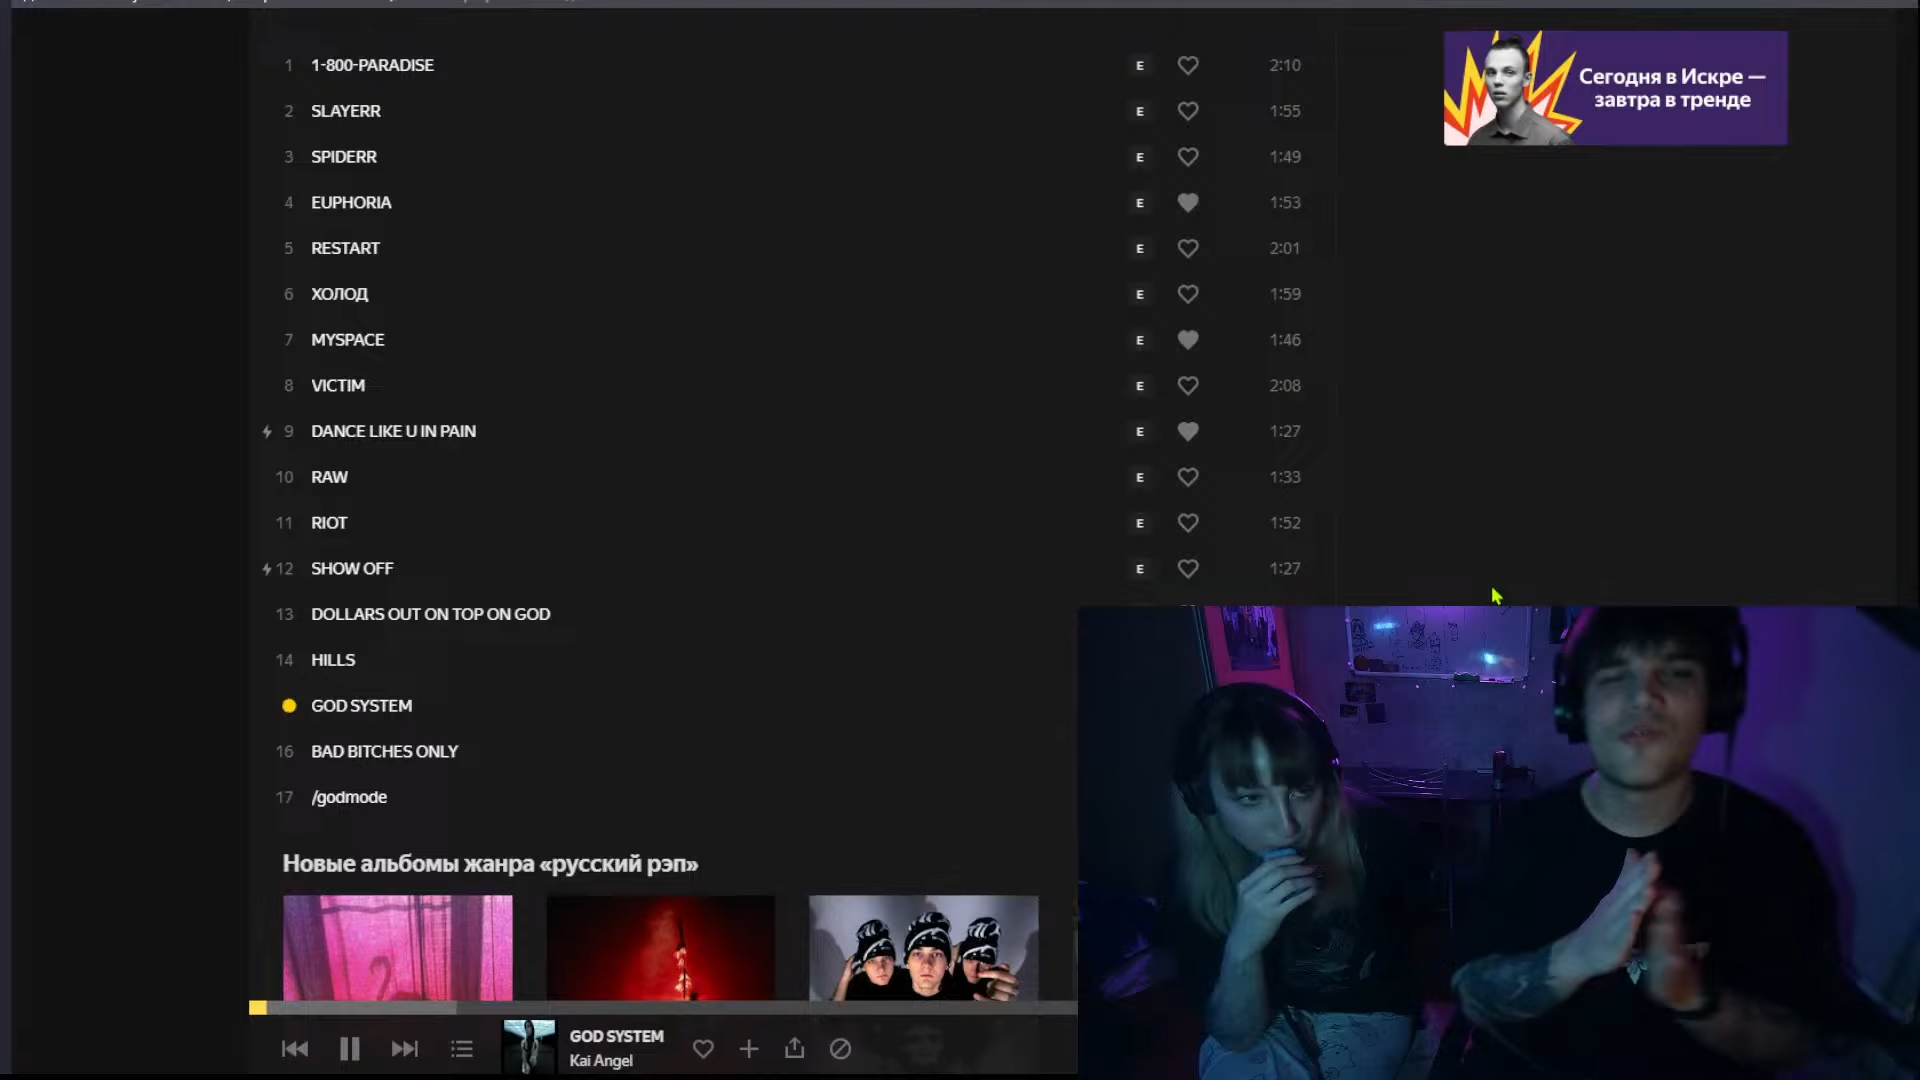 1 1-800-PARADISE E 2:10
2 SLAYERR E 1:55
3 SPIDERR E 1:49
4 EUPHORIA E 1:53
5 RESTART E 2:01
6 ХОЛОД E 1:59
7 MYSPACE E 1:46
8 VICTIM E 2:08
9 DANCE LIKE U IN PAIN E 1:27
10 RAW E 1:33
11 RIOT E 1:52
12 SHOW OFF E 1:27
13 DOLLARS OUT ON TOP ON GOD
14 HILLS
GOD SYSTEM
16 BAD BITCHES ONLY
17 /godmode
Сегодня в Искре —
завтра в тренде
Новые альбомы жанра «русский рэп»
GOD SYSTEM
Kai Angel